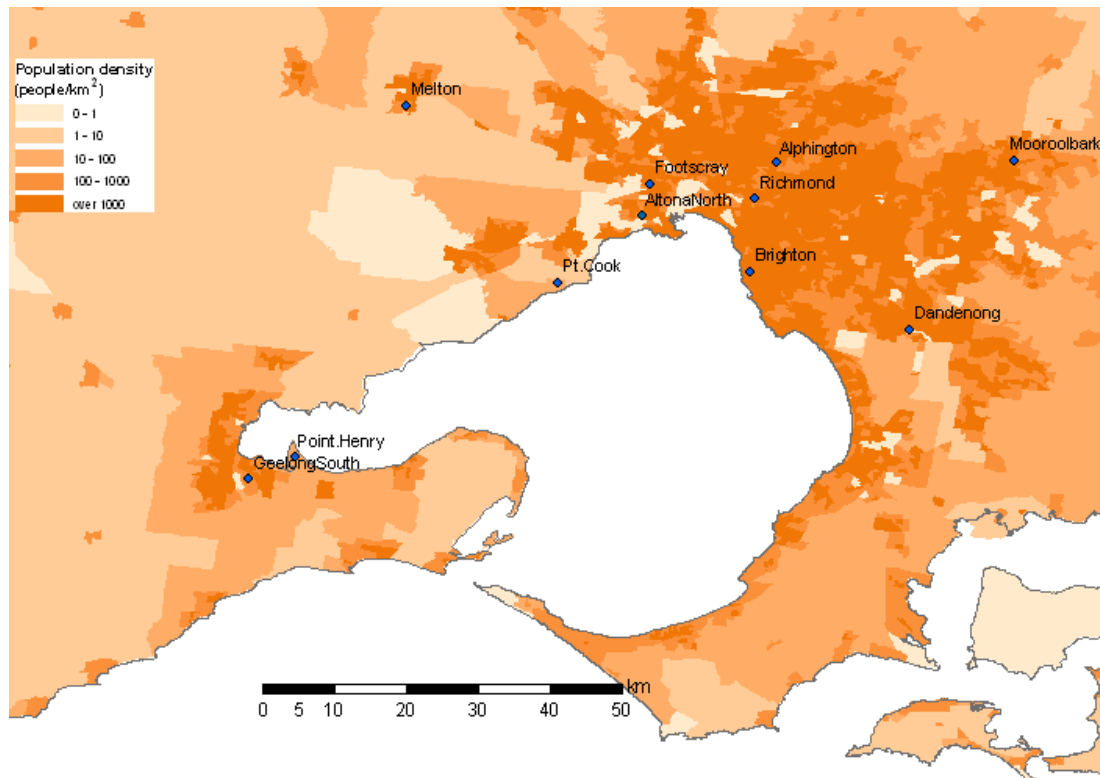 Population density
(people/km²)
0 - 1
1 - 10
10 - 100
100 - 1000
over 1000
Melton
Mooroolbark
Alphington
Footscray
Richmond
AltonaNorth
Brighton
Pt.Cook
Dandenong
Point.Henry
GeelongSouth
km
0 5 10 20 30 40 50